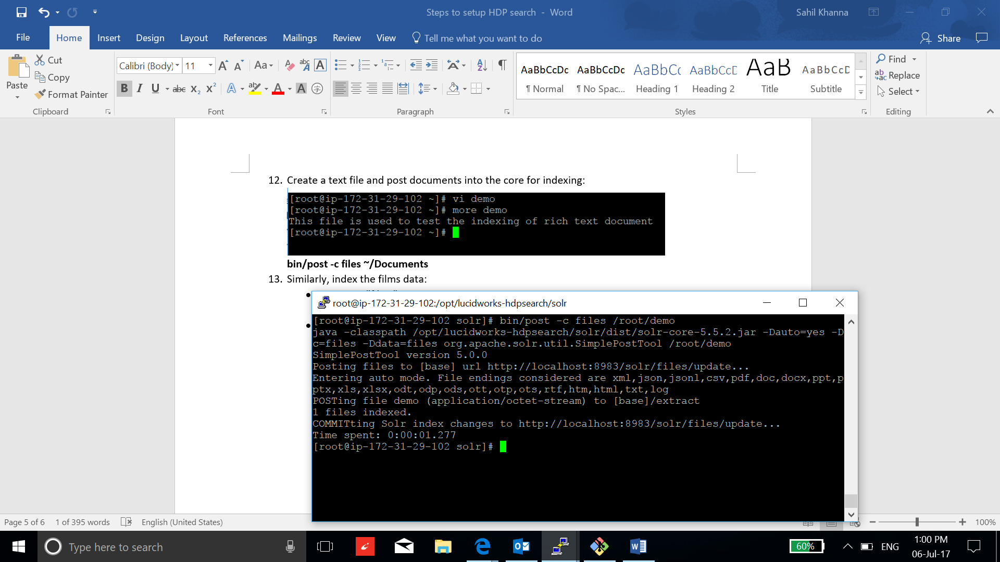 Steps to setup HDP search - Word
Sahil Khanna
File
Home
Insert
Design
Layout
References
Mailings
Review
View
Tell me what you want to do
Share
Paste
Cut
Copy
Format Painter
Clipboard
Calibri (Body)
11
Aa
B I U abc X₂ X²
Font
Paragraph
AaBbCcDc
¶ Normal
AaBbCcDc
¶ No Spac...
AaBbCc
Heading 1
AaBbCcD
Heading 2
AaB
Title
AaBbCcD
Subtitle
Styles
Find
Replace
Select
Editing
12. Create a text file and post documents into the core for indexing:
[root@ip-172-31-29-102 ~]# vi demo
[root@ip-172-31-29-102 ~]# more demo
This file is used to test the indexing of rich text document
[root@ip-172-31-29-102 ~]#
bin/post -c files ~/Documents
13. Similarly, index the films data:
root@ip-172-31-29-102:/opt/lucidworks-hdpsearch/solr
[root@ip-172-31-29-102 solr]# bin/post -c files /root/demo
java -classpath /opt/lucidworks-hdpsearch/solr/dist/solr-core-5.5.2.jar -Dauto=yes -D
c=files -Ddata=files org.apache.solr.util.SimplePostTool /root/demo
SimplePostTool version 5.0.0
Posting files to [base] url http://localhost:8983/solr/files/update...
Entering auto mode. File endings considered are xml,json,jsonl,csv,pdf,doc,docx,ppt,p
ptx,xls,xlsx,odt,odp,ods,ott,otp,ots,rtf,htm,html,txt,log
POSTing file demo (application/octet-stream) to [base]/extract
1 files indexed.
COMMITting Solr index changes to http://localhost:8983/solr/files/update...
Time spent: 0:00:01.277
[root@ip-172-31-29-102 solr]#
Page 5 of 6
1 of 395 words
English (United States)
100%
Type here to search
60%
ENG
1:00 PM
06-Jul-17